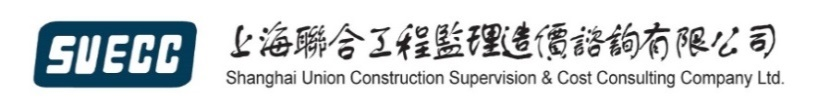 SUECC
上海聯合工程監理造價諮詢有限公司
Shanghai Union Construction Supervision & Cost Consulting Company Ltd.